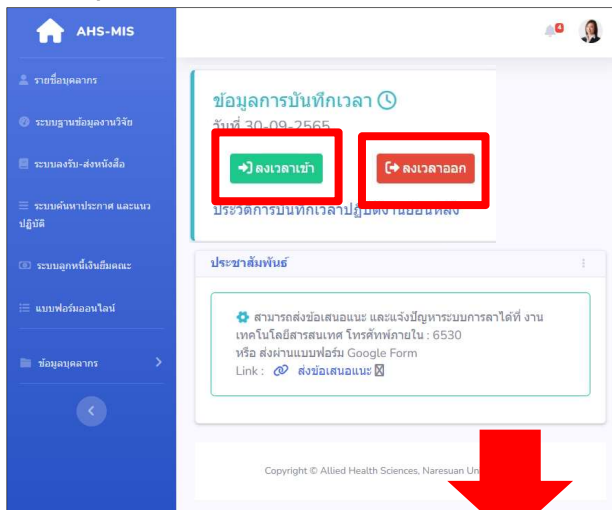 AHS-MIS
4
รายชื่อบุคลากร
ระบบฐานข้อมูลงานวิจัย
ระบบลงรับ-ส่งหนังสือ
ระบบค้นหาประกาศ และแนว
ปฏิบัติ
ระบบลูกหนี้เงินยืมคณะ
แบบฟอร์มออนไลน์
ข้อมูลบุคลากร
ข้อมูลการบันทึกเวลา
วันที่ 30-09-2565
ลงเวลาเข้า
ลงเวลาออก
ประวัติการบันทึกเวลาปฏิบัติงานย้อนหลัง
ประชาสัมพันธ์
สามารถส่งข้อเสนอแนะ และแจ้งปัญหาระบบการลาได้ที่ งาน
เทคโนโลยีสารสนเทศ โทรศัพท์ภายใน : 6530
หรือ ส่งผ่านแบบฟอร์ม Google Form
Link : ส่งข้อเสนอแนะ
Copyright © Allied Health Sciences, Naresuan Un